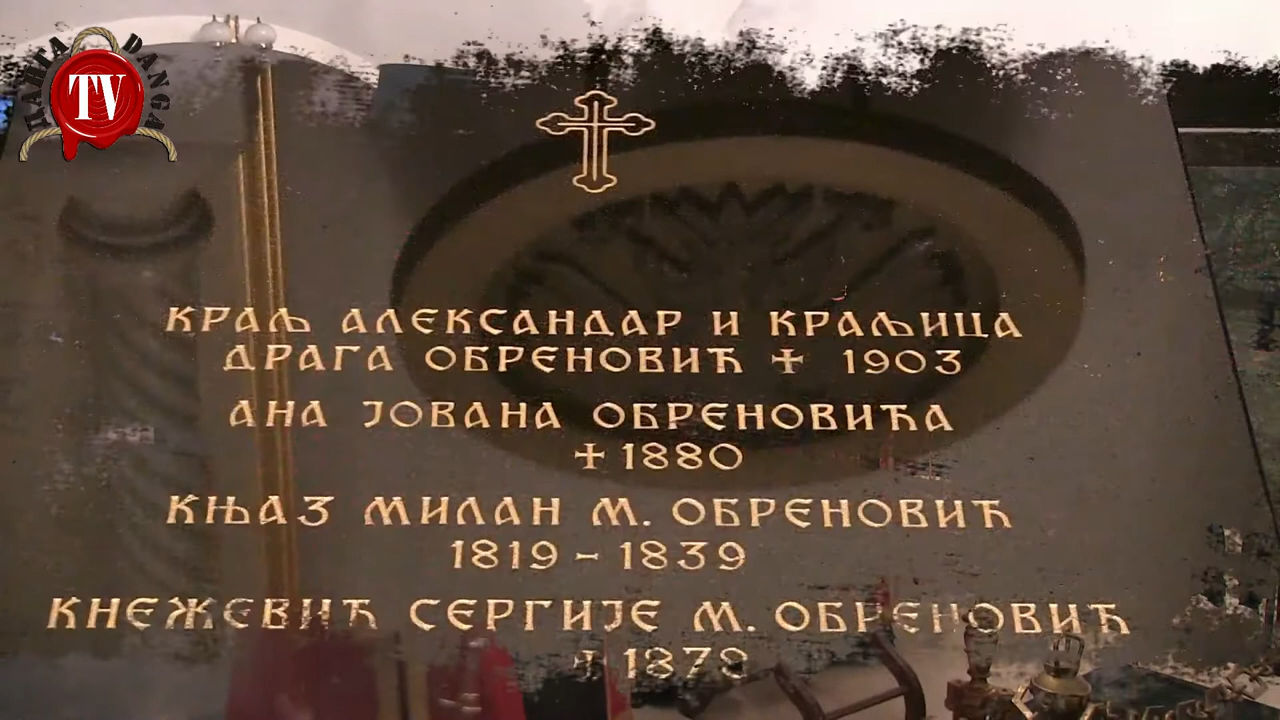 TV
КРАЉ АЛЕКСАНДАР И КРАЉИЦА
ДРАГА ОБРЕНОВИЋ ✝ 1903
АНА ЈОВАНА ОБРЕНОВИЋА
✝ 1880
КЊАЗ МИЛАН М. ОБРЕНОВИЋ
1819 - 1839
КНЕЖЕВИЋ СЕРГИЈЕ М. ОБРЕНОВИЋ
✝ 1878